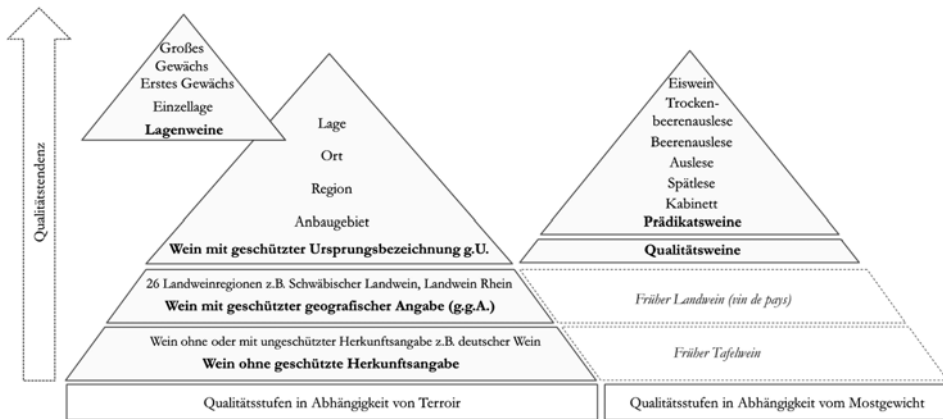 Qualitätstendenz
Großes
Gewächs
Erstes Gewächs
Einzellage
Lagenweine
Lage
Ort
Region
Anbaugebiet
Wein mit geschützter Ursprungsbezeichnung g.U.
26 Landweinregionen z.B. Schwäbischer Landwein, Landwein Rhein
Wein mit geschützter geografischer Angabe (g.g.A.)
Wein ohne oder mit ungeschützter Herkunftsangabe z.B. deutscher Wein
Wein ohne geschützte Herkunftsangabe
Qualitätsstufen in Abhängigkeit von Terroir
Eiswein
Trocken-
beerenauslese
Beerenauslese
Auslese
Spätlese
Kabinett
Prädikatsweine
Qualitätsweine
Früher Landwein (vin de pays)
Früher Tafelwein
Qualitätsstufen in Abhängigkeit vom Mostgewicht